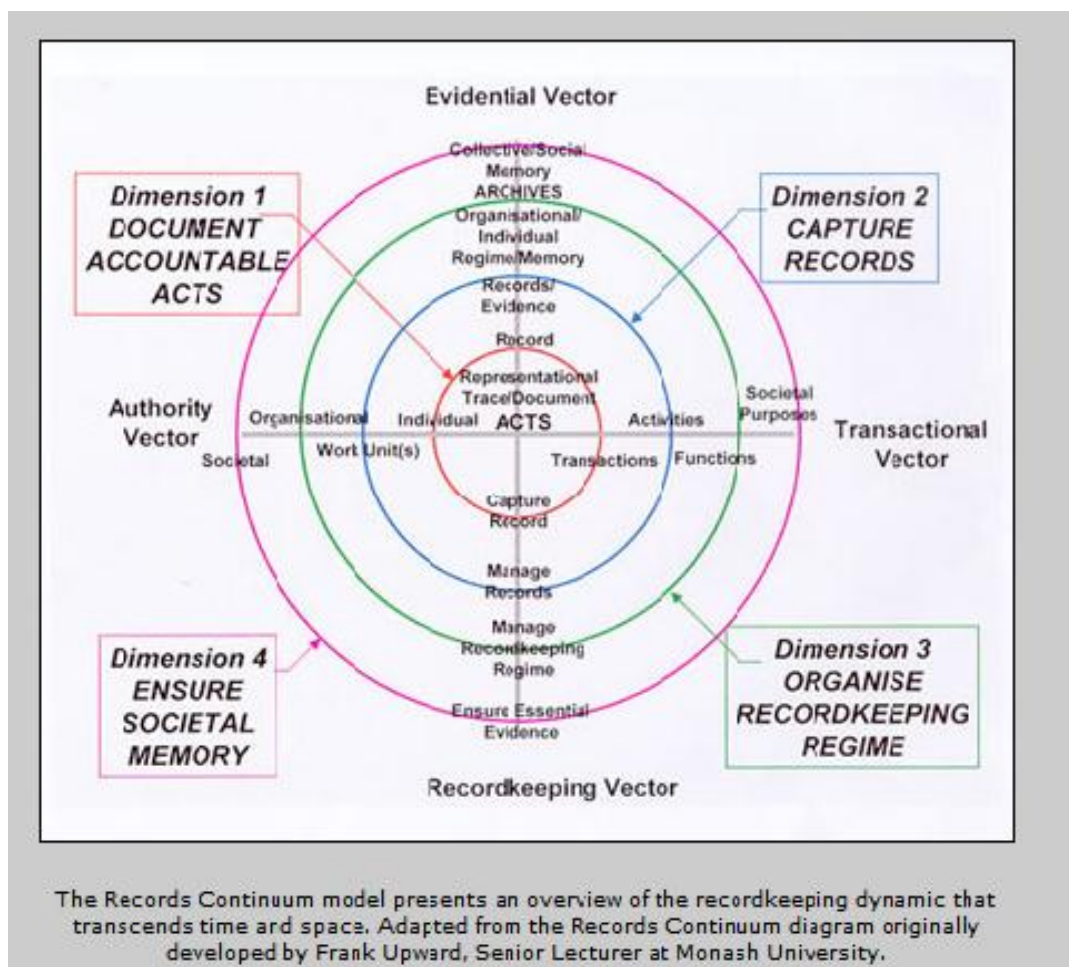 Evidential Vector
Collective/Social
Memory
ARCHIVES
Dimension 1
DOCUMENT
ACCOUNTABLE
ACTS
Organisational/
Individual
Regime/Memory
Dimension 2
CAPTURE
RECORDS
Records/
Evidence
Record
Representational
Trace/Document
ACTS
Authority
Vector
Organisational
Individual
Societal
Work Unit(s)
Activities
Societal
Purposes
Transactions
Functions
Transactional
Vector
Capture
Record
Manage
Records
Manage
Recordkeeping
Regime
Ensure Essential
Evidence
Dimension 4
ENSURE
SOCIETAL
MEMORY
Dimension 3
ORGANISE
RECORDKEEPING
REGIME
Recordkeeping Vector
The Records Continuum model presents an overview of the recordkeeping dynamic that
transcends time and space. Adapted from the Records Continuum diagram originally
developed by Frank Upward, Senior Lecturer at Monash University.